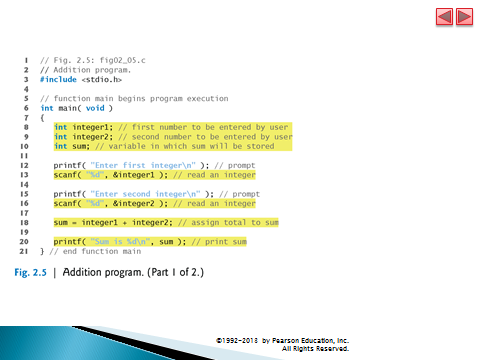 1 // Fig. 2.5: fig02_05.c
2 // Addition program.
3 #include <stdio.h>
4
5 // function main begins program execution
6 int main( void )
7 {
8 int integer1; // first number to be entered by user
9 int integer2; // second number to be entered by user
10 int sum; // variable in which sum will be stored
11
12 printf( "Enter first integer\n" ); // prompt
13 scanf( "%d", &integer1 ); // read an integer
14
15 printf( "Enter second integer\n" ); // prompt
16 scanf( "%d", &integer2 ); // read an integer
17
18 sum = integer1 + integer2; // assign total to sum
19
20 printf( "Sum is %d\n", sum ); // print sum
21 } // end function main
Fig. 2.5 | Addition program. (Part 1 of 2.)
©1992-2013 by Pearson Education, Inc.
All Rights Reserved.